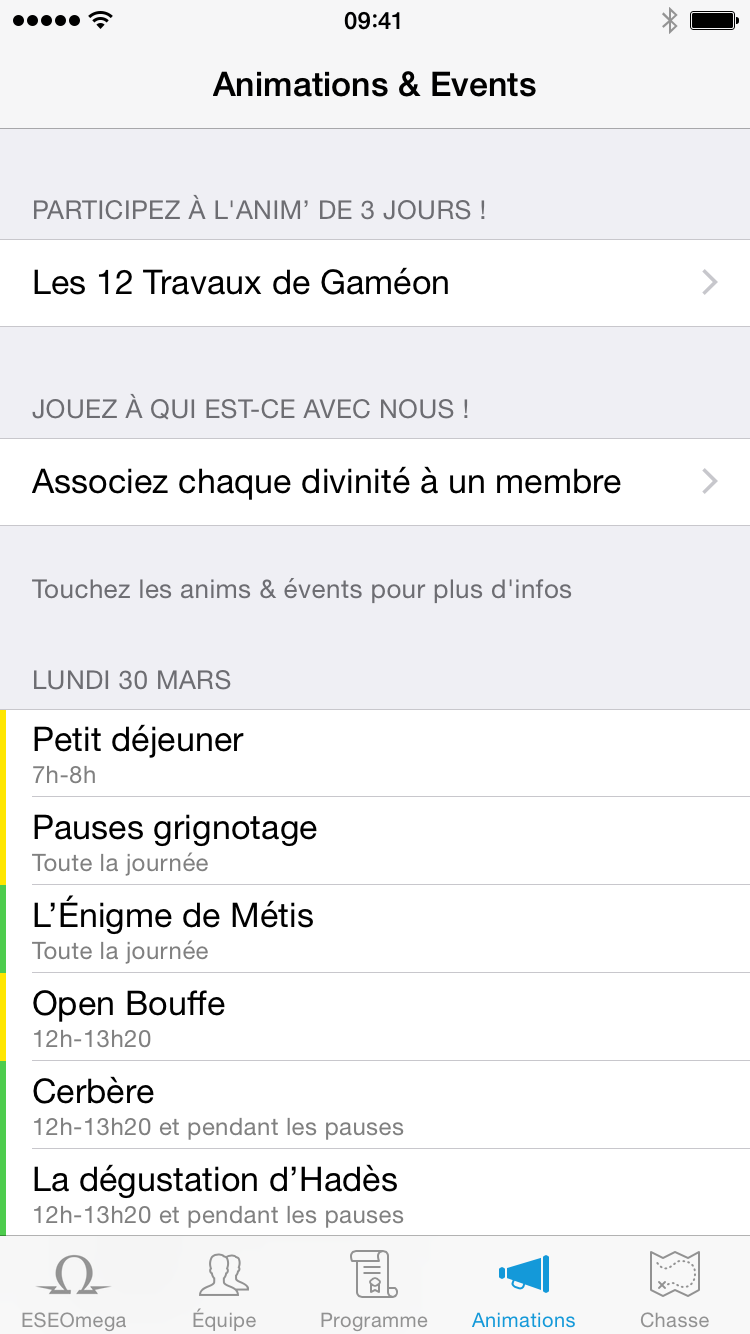 09:41
Animations & Events
PARTICIPEZ À L'ANIM’ DE 3 JOURS !
Les 12 Travaux de Gaméon
JOUEZ À QUI EST-CE AVEC NOUS !
Associez chaque divinité à un membre
Touchez les anims & évents pour plus d'infos
LUNDI 30 MARS
Petit déjeuner
7h-8h
Pauses grignotage
Toute la journée
L’Énigme de Métis
Toute la journée
Open Bouffe
12h-13h20
Cerbère
12h-13h20 et pendant les pauses
La dégustation d’Hadès
12h-13h20 et pendant les pauses
ESEOmega Équipe Programme Animations Chasse